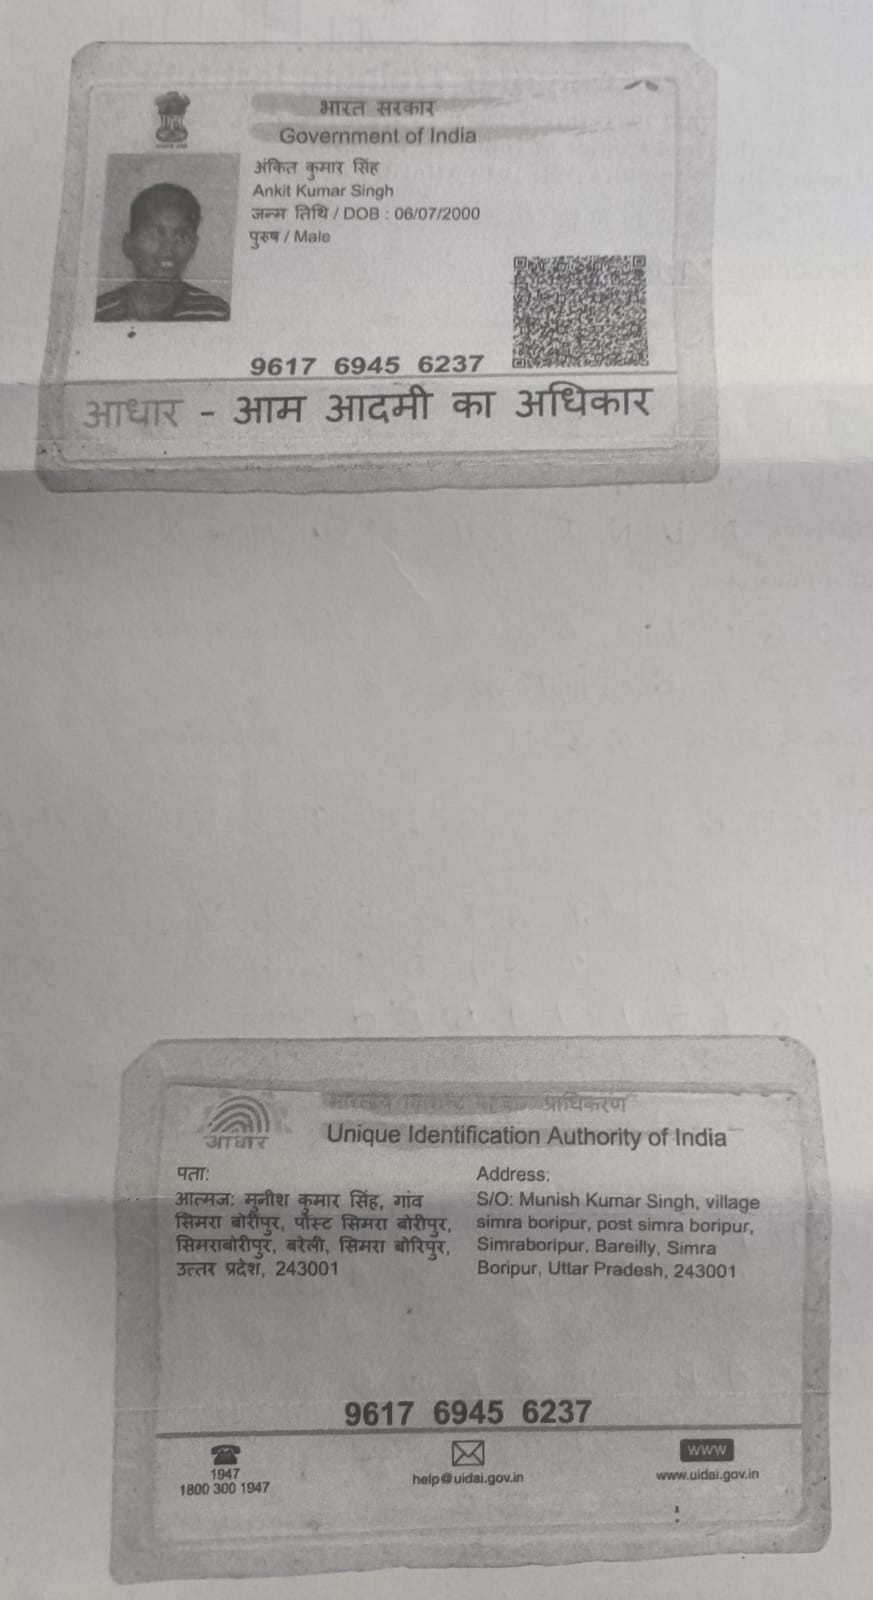 भारत सरकार
Government of India
अंकित कुमार सिंह
Ankit Kumar Singh
जन्म तिथि / DOB : 06/07/2000
पुरुष / Male
9617 6945 6237
आधार - आम आदमी का अधिकार
प्राधिकरण
आधार
Unique Identification Authority of India
पता:
आत्मज: मुनीश कुमार सिंह, गांव
सिमरा बोरीपुर, पोस्ट सिमरा बोरीपुर,
सिमराबोरीपुर, बरेली, सिमरा बोरिपुर,
उत्तर प्रदेश, 243001
Address:
S/O: Munish Kumar Singh, village
simra boripur, post simra boripur,
Simraboripur, Bareilly, Simra
Boripur, Uttar Pradesh, 243001
9617 6945 6237
1947
1800 300 1947
help@uidai.gov.in
www
www.uidai.gov.in